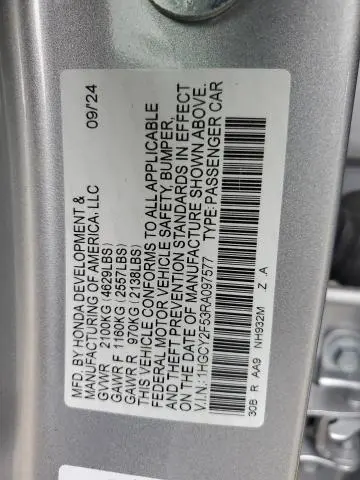 MFD. BY HONDA DEVELOPMENT &
MANUFACTURING OF AMERICA, LLC 09/24
GVWR 2100KG (4629LBS)
GAWR F 1160KG (2557LBS)
GAWR R 970KG (2138LBS)
THIS VEHICLE CONFORMS TO ALL APPLICABLE
FEDERAL MOTOR VEHICLE SAFETY, BUMPER,
AND THEFT PREVENTION STANDARDS IN EFFECT
ON THE DATE OF MANUFACTURE SHOWN ABOVE.
V.I.N.:1HGCY2F53RA097577 TYPE:PASSENGER CAR
30B R AA9 NH932M Z A